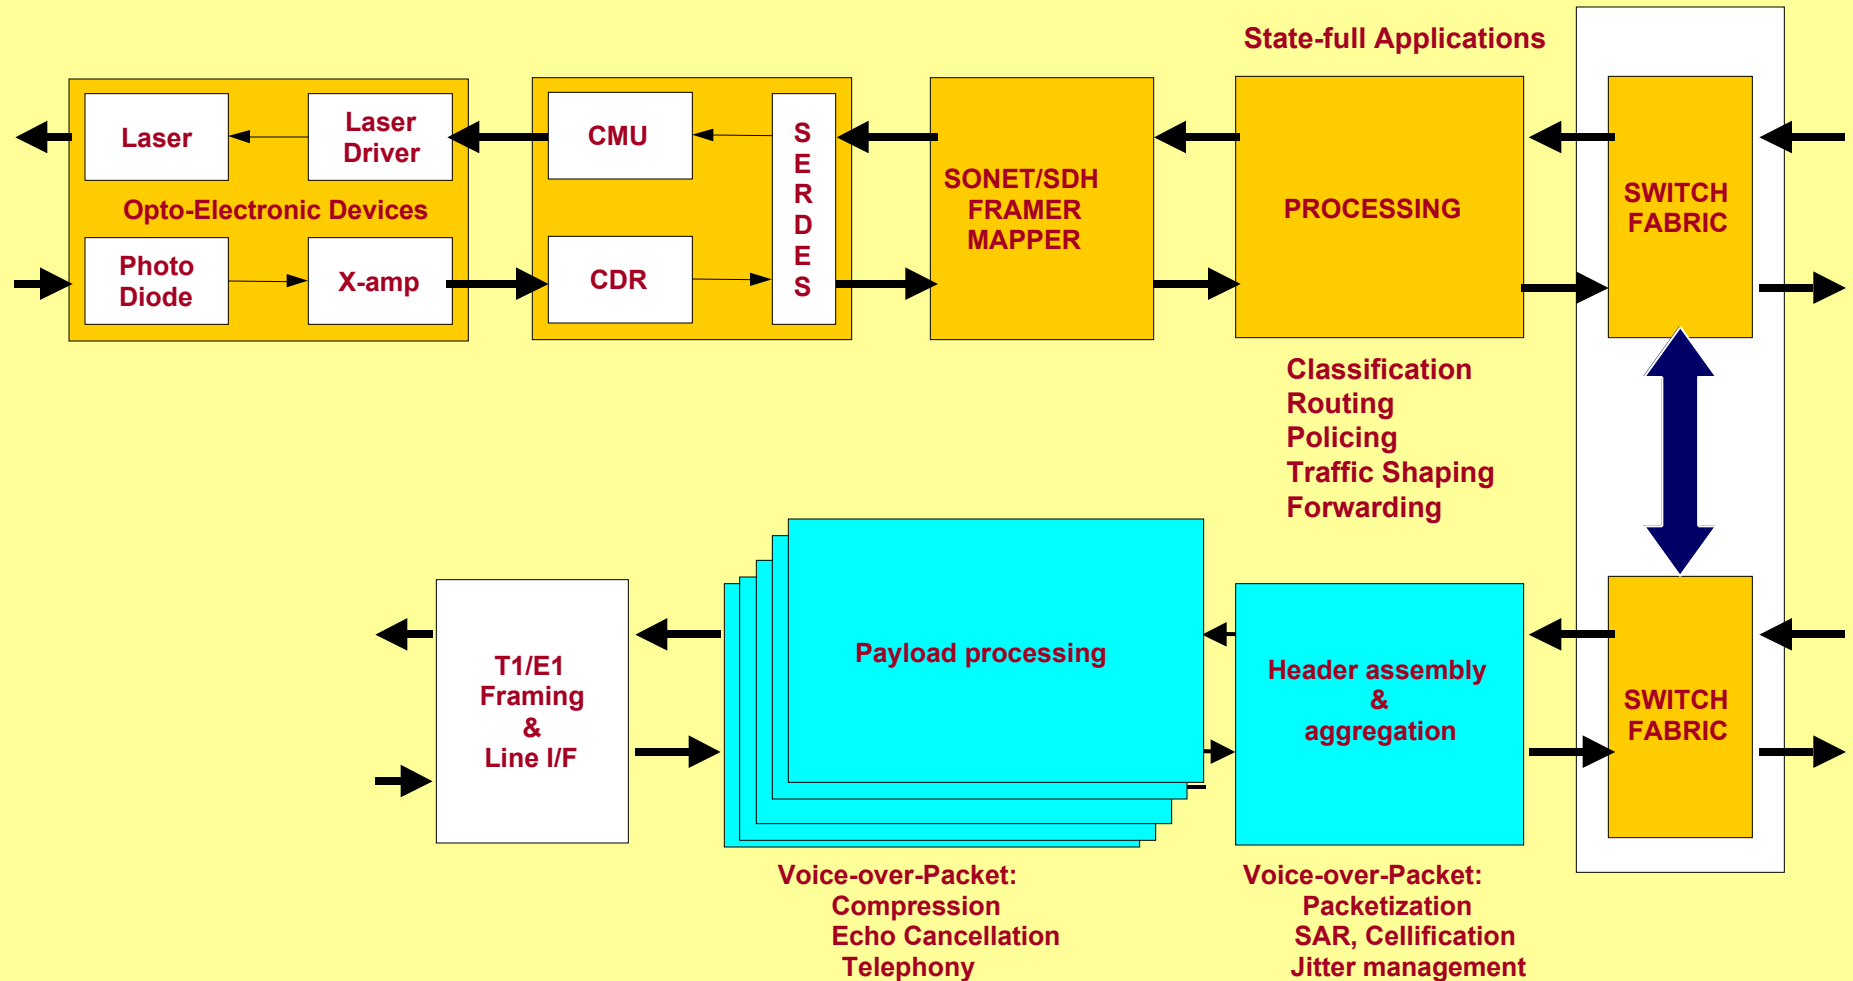 State-full Applications
Laser
Laser
Driver
Opto-Electronic Devices
Photo
Diode
X-amp
CMU
CDR
S
E
R
D
E
S
SONET/SDH
FRAMER
MAPPER
PROCESSING
SWITCH
FABRIC
Classification
Routing
Policing
Traffic Shaping
Forwarding
T1/E1
Framing
&
Line I/F
Payload processing
Header assembly
&
aggregation
SWITCH
FABRIC
Voice-over-Packet:
Compression
Echo Cancellation
Telephony
Voice-over-Packet:
Packetization
SAR, Cellification
Jitter management